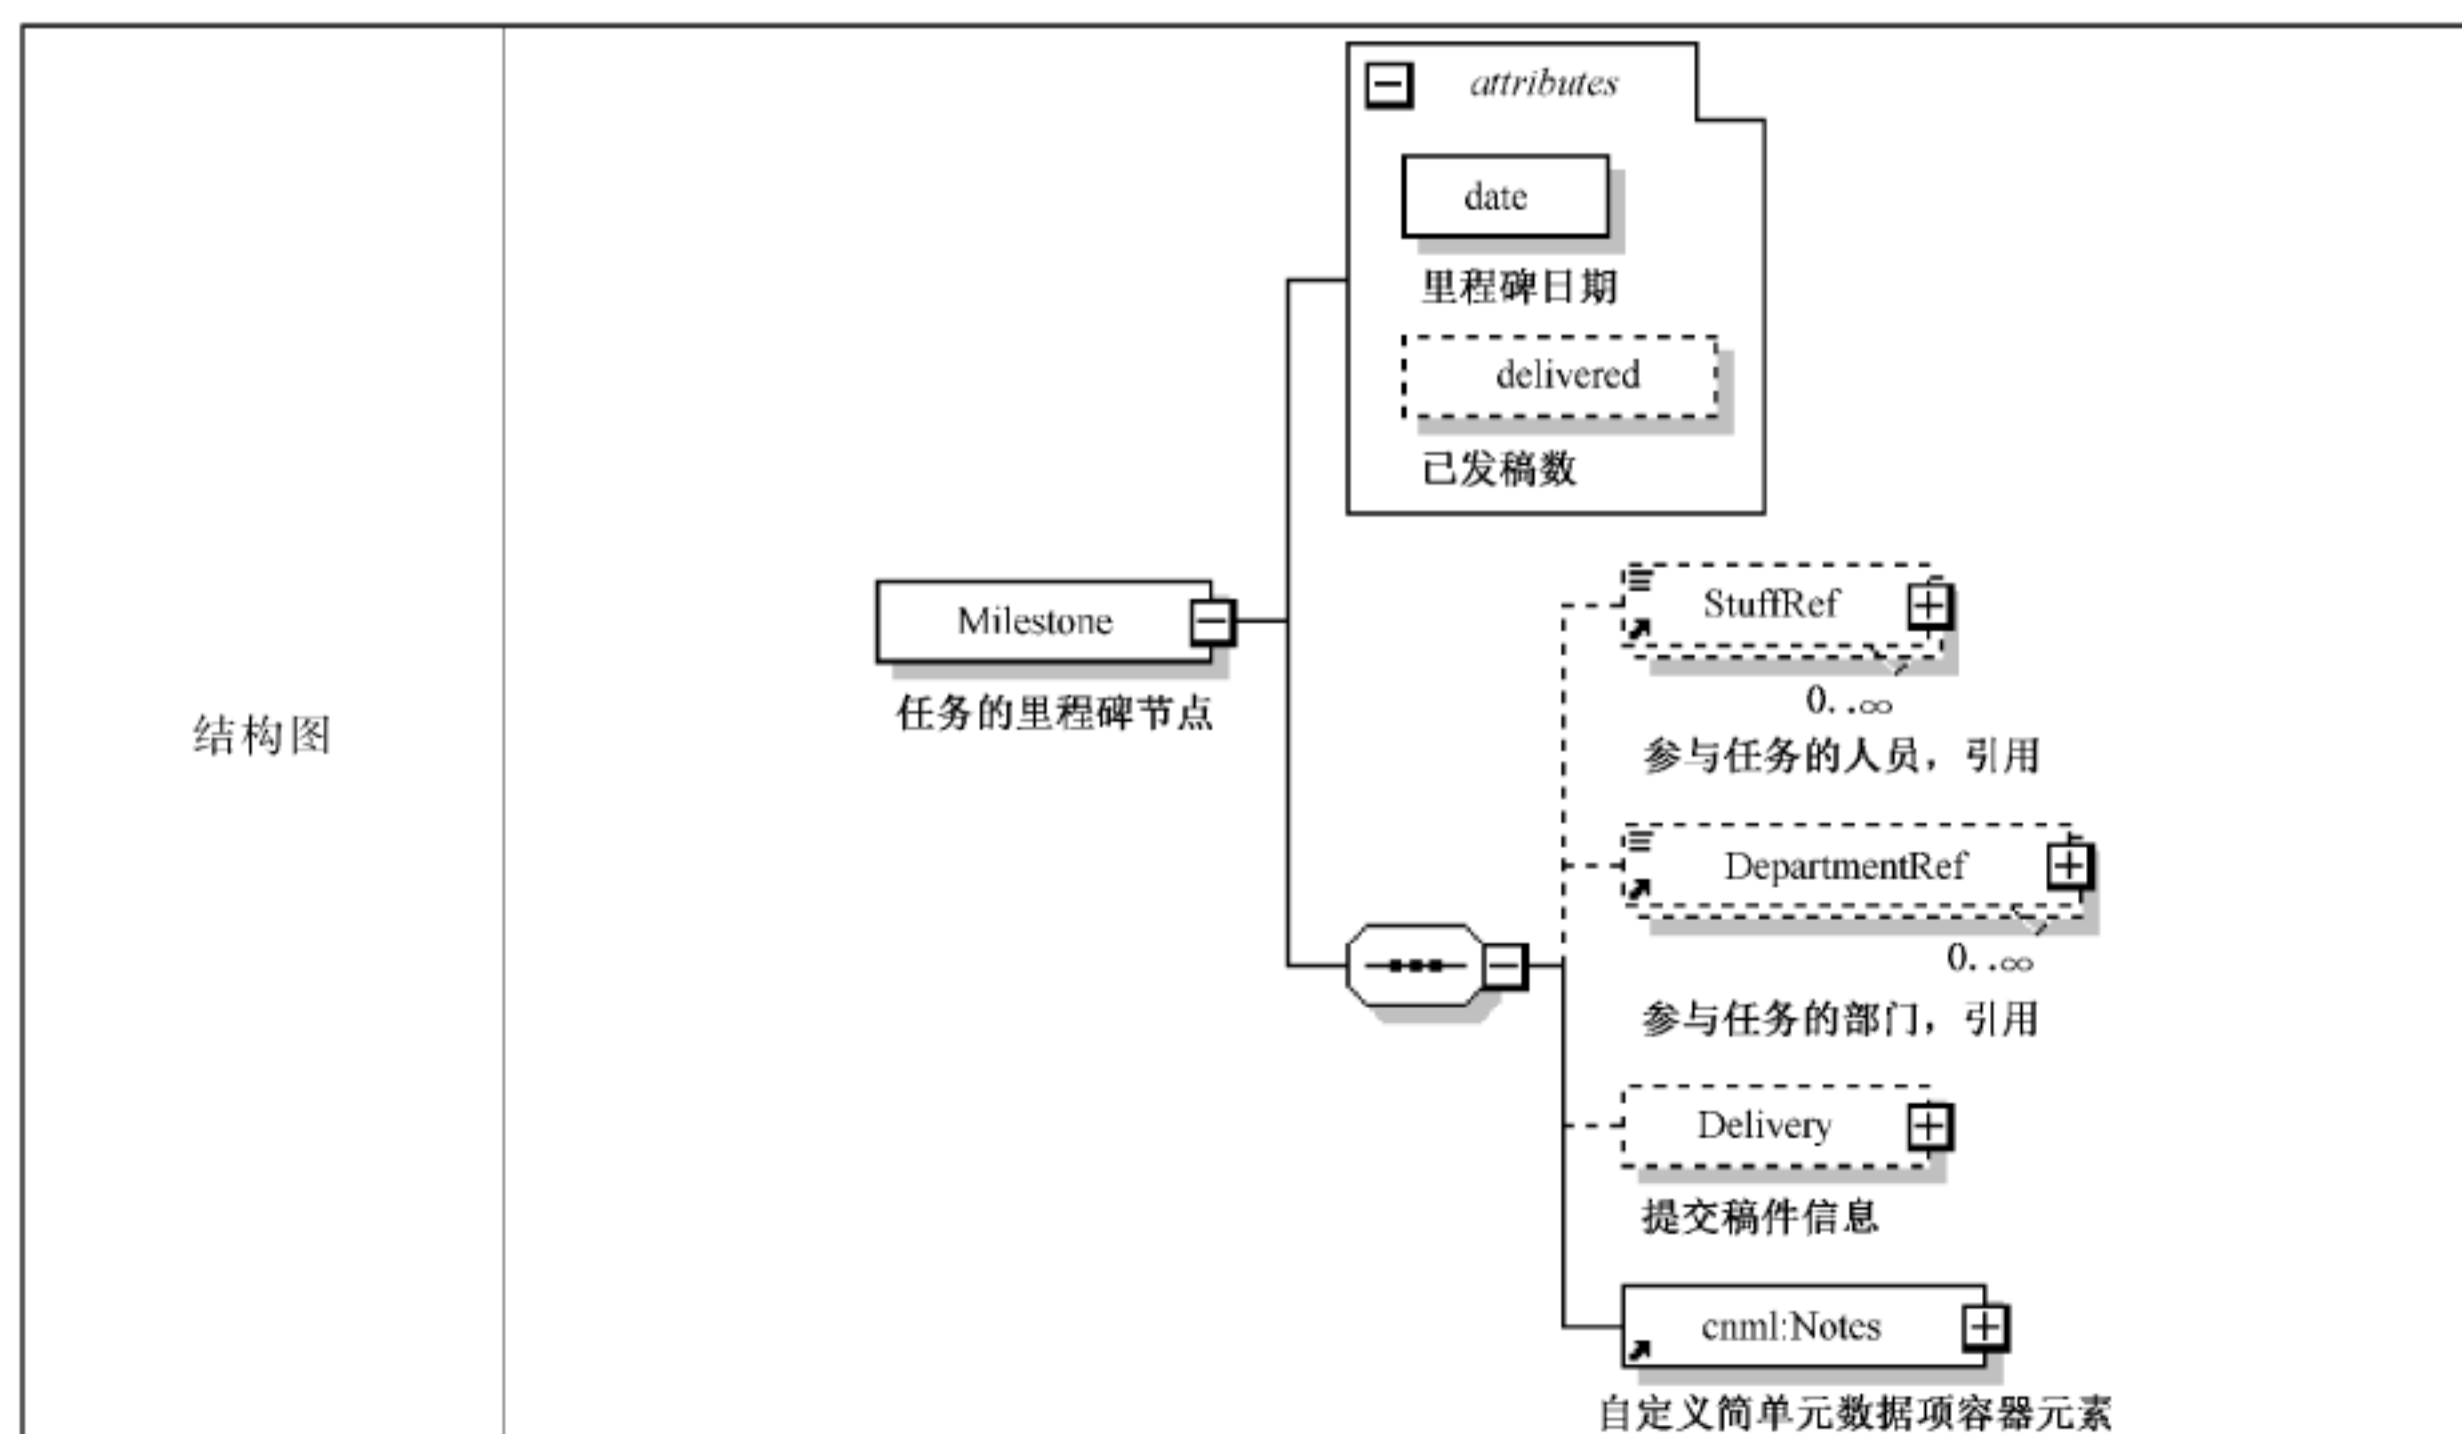 结构图
attributes
date
里程碑日期
delivered
已发稿数
Milestone
任务的里程碑节点
StuffRef
0..∞
参与任务的人员，引用
DepartmentRef
0..∞
参与任务的部门，引用
Delivery
提交稿件信息
cnml:Notes
自定义简单元数据项容器元素